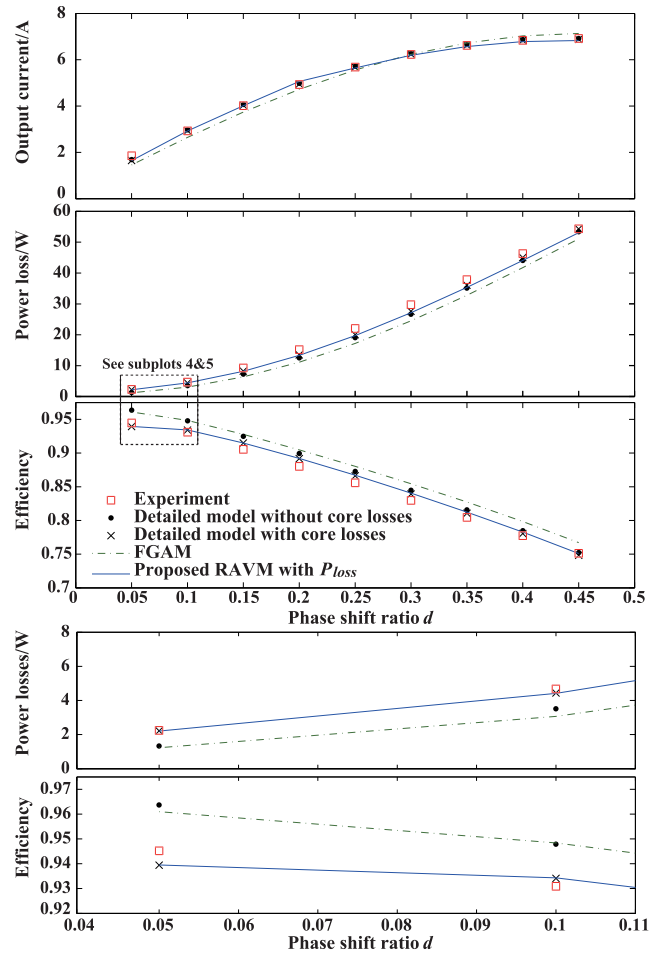 8
6
4
2
0
Output current/A
60
50
40
30
20
10
0
Power loss/W
See subplots 4&5
0.95
0.9
0.85
0.8
0.75
0.7
Efficiency
Experiment
Detailed model without core losses
Detailed model with core losses
FGAM
Proposed RAVM with P_loss
0 0.05 0.1 0.15 0.2 0.25 0.3 0.35 0.4 0.45 0.5
Phase shift ratio d
8
6
4
2
0
Power losses/W
0.97
0.96
0.95
0.94
0.93
0.92
Efficiency
0.04 0.05 0.06 0.07 0.08 0.09 0.1 0.11
Phase shift ratio d